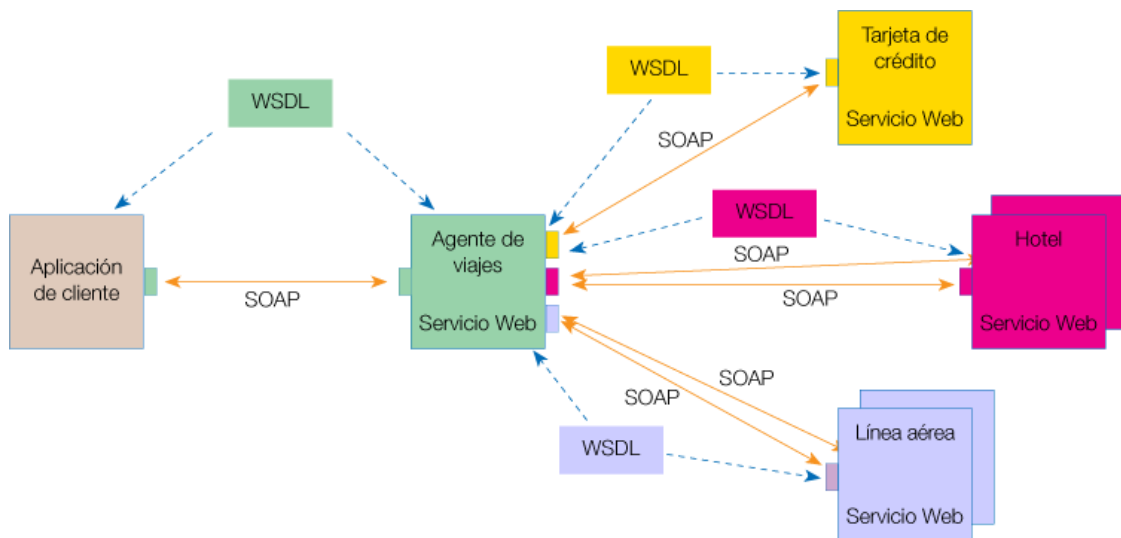 Tarjeta de
crédito
Servicio Web
WSDL
SOAP
WSDL
WSDL
Hotel
Servicio Web
SOAP
SOAP
Aplicación
de cliente
SOAP
Agente de
viajes
Servicio Web
SOAP
SOAP
WSDL
Línea aérea
Servicio Web